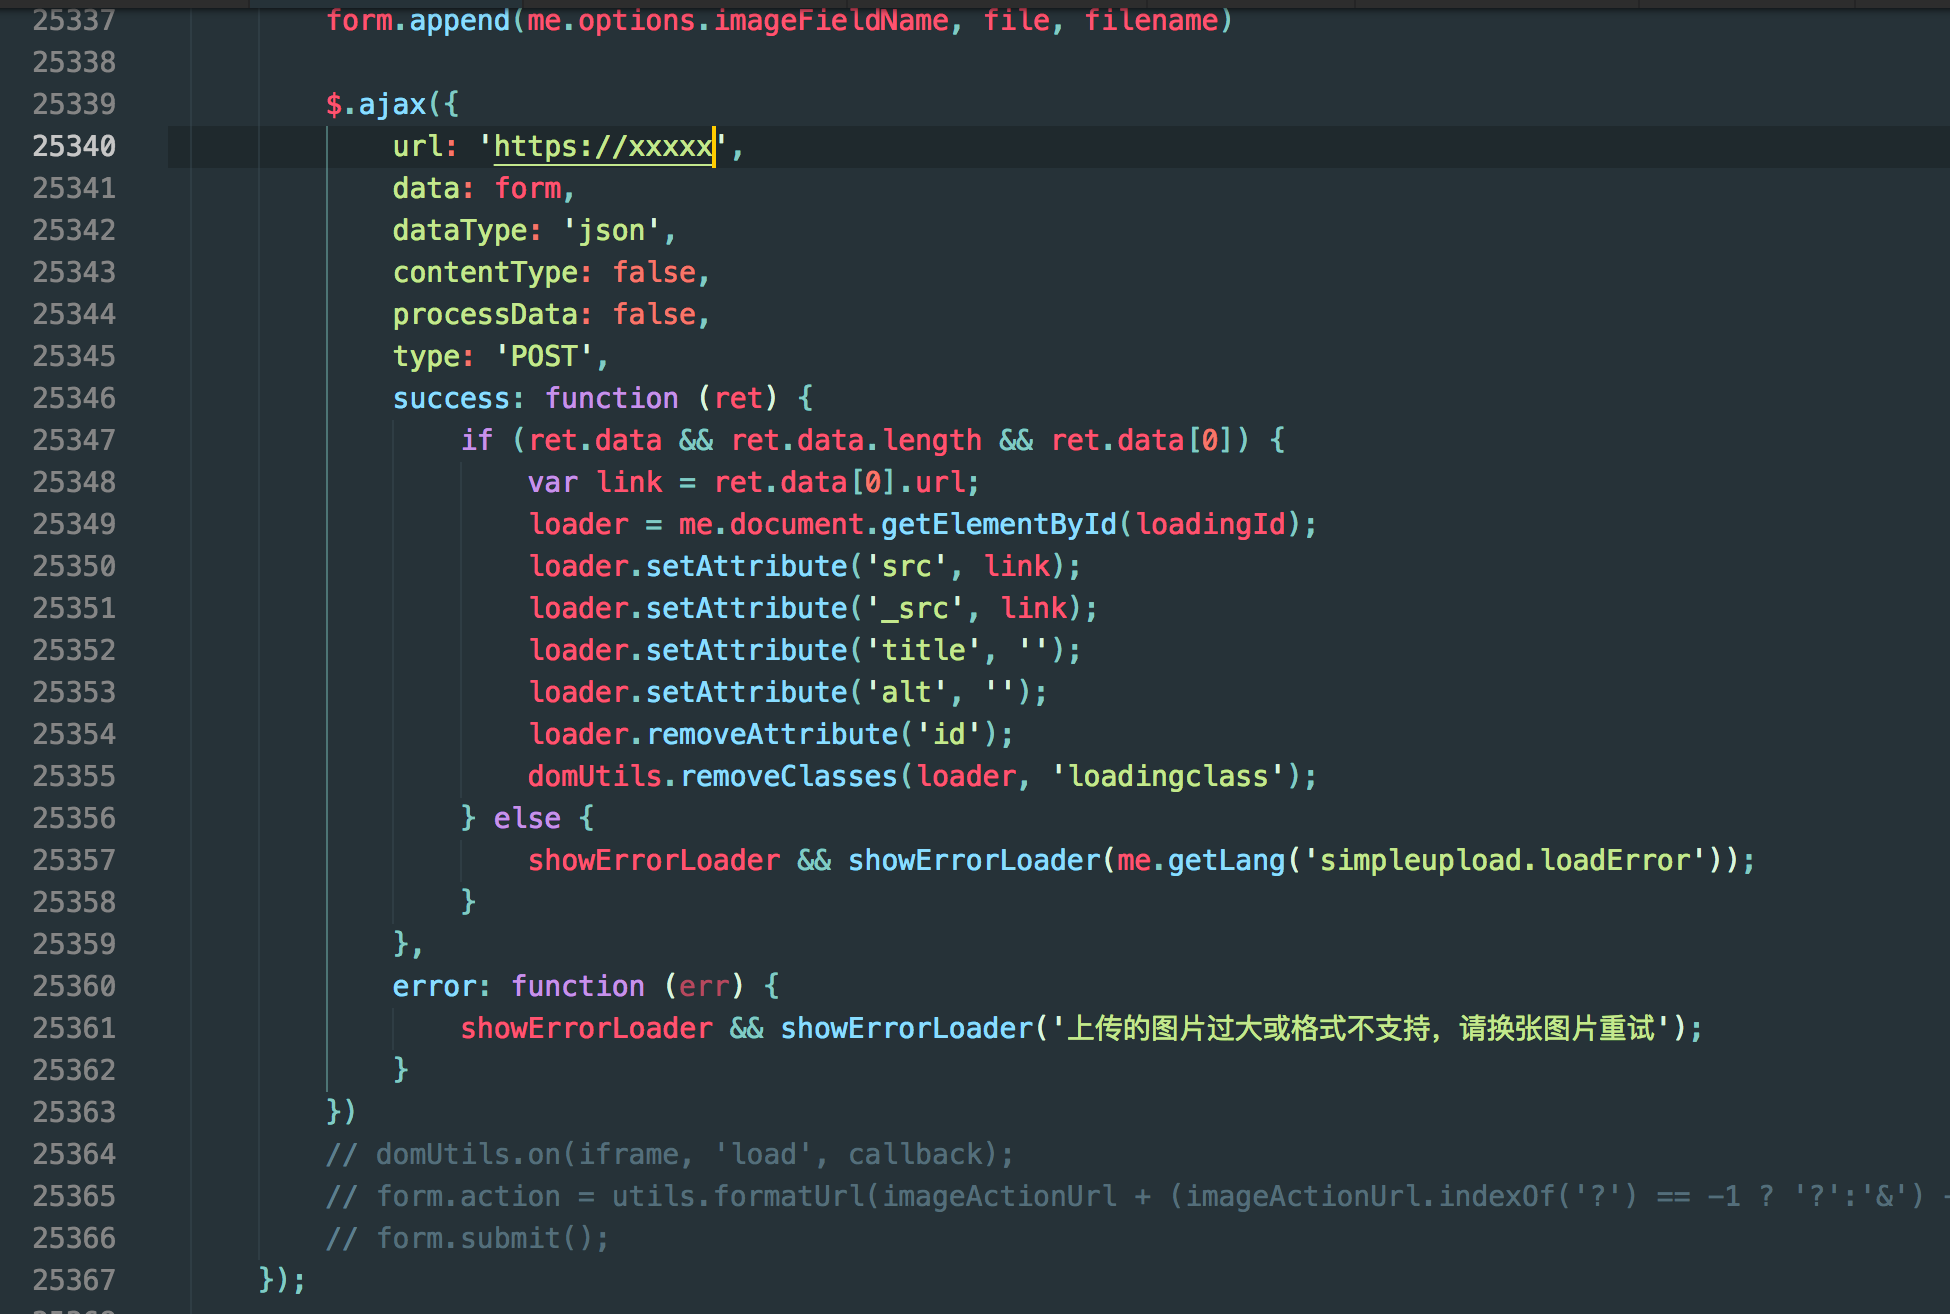 25337 form.append(me.options.imageFieldName, file, filename)
25338
25339 $.ajax({
25340 url: 'https://xxxxx',
25341 data: form,
25342 dataType: 'json',
25343 contentType: false,
25344 processData: false,
25345 type: 'POST',
25346 success: function (ret) {
25347 if (ret.data && ret.data.length && ret.data[0]) {
25348 var link = ret.data[0].url;
25349 loader = me.document.getElementById(loadingId);
25350 loader.setAttribute('src', link);
25351 loader.setAttribute('_src', link);
25352 loader.setAttribute('title', '');
25353 loader.setAttribute('alt', '');
25354 loader.removeAttribute('id');
25355 domUtils.removeClasses(loader, 'loadingclass');
25356 } else {
25357 showErrorLoader && showErrorLoader(me.getLang('simpleupload.loadError'));
25358 }
25359 },
25360 error: function (err) {
25361 showErrorLoader && showErrorLoader('上传的图片过大或格式不支持，请换张图片重试');
25362 }
25363 })
25364 // domUtils.on(iframe, 'load', callback);
25365 // form.action = utils.formatUrl(imageActionUrl + (imageActionUrl.indexOf('?') == -1 ? '?':'&')
25366 // form.submit();
25367 });